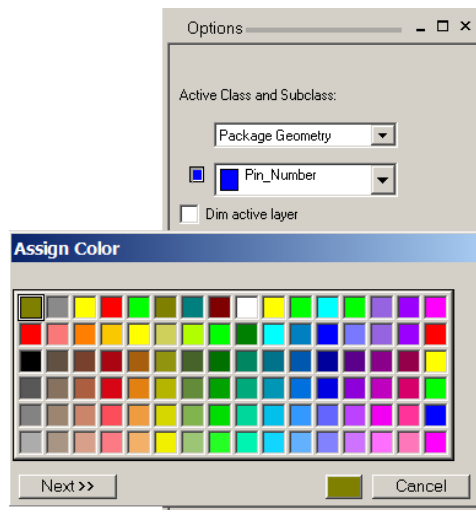 Options
Active Class and Subclass:
Package Geometry
Pin_Number
Dim active layer
Assign Color
Next >>
Cancel